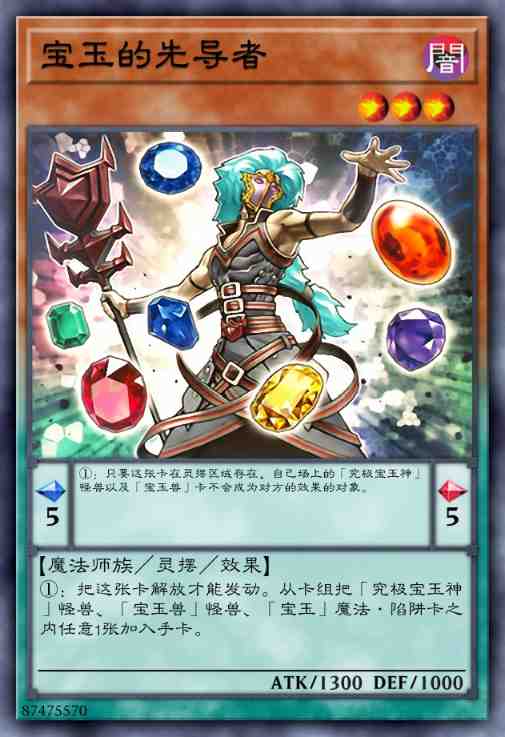 宝玉的先导者
闇
①：只要这张卡在灵摆区域存在，自己场上的「究极宝玉神」
怪兽以及「宝玉兽」卡不会成为对方的效果的对象。
5
5
【魔法师族／灵摆／效果】
①：把这张卡解放才能发动。从卡组把「究极宝玉神
」怪兽、「宝玉兽」怪兽、「宝玉」魔法·陷阱卡之
内任意1张加入手卡。
ATK/1300 DEF/1000
87475570